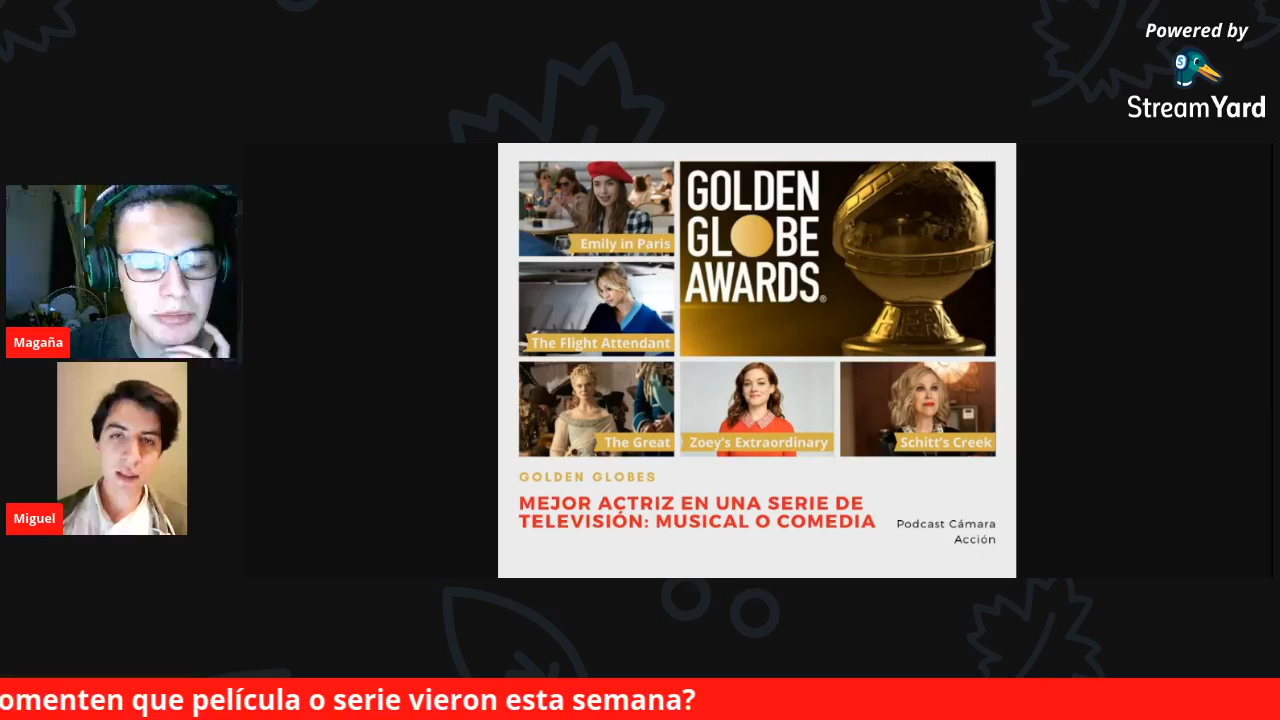 Powered by
StreamYard
Magaña
Miguel
GOLDEN
GLOBE
AWARDS®
Emily in Paris
The Flight Attendant
The Great
Zoey's Extraordinary
Schitt's Creek
GOLDEN GLOBES
MEJOR ACTRIZ EN UNA SERIE DE
TELEVISIÓN: MUSICAL O COMEDIA
Podcast Cámara
Acción
omenten que película o serie vieron esta semana?